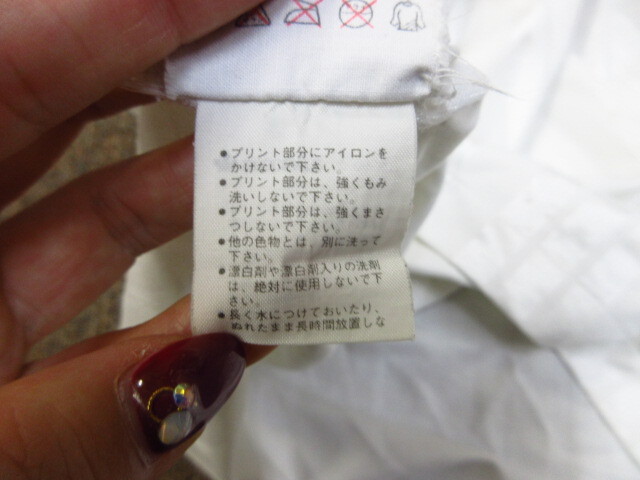 ●プリント部分にアイロンを
かけないで下さい。
●プリント部分は、強くもみ
洗いしないで下さい。
●プリント部分は、強くまさ
つしないで下さい。
●他の色物とは、別に洗って
下さい。
●漂白剤や漂白剤入りの洗剤
は、絶対に使用しないで下
さい。
●長く水につけておいたり、
ぬれたまま長時間放置しな